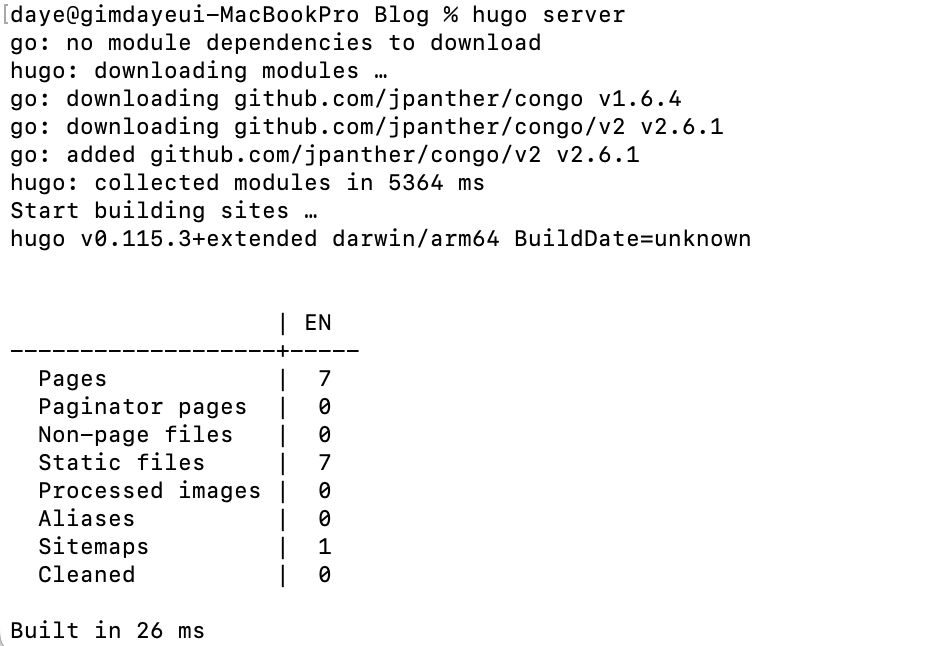 [daye@gimdayeui-MacBookPro Blog % hugo server
go: no module dependencies to download
hugo: downloading modules …
go: downloading github.com/jpanther/congo v1.6.4
go: downloading github.com/jpanther/congo/v2 v2.6.1
go: added github.com/jpanther/congo/v2 v2.6.1
hugo: collected modules in 5364 ms
Start building sites …
hugo v0.115.3+extended darwin/arm64 BuildDate=unknown
| EN
-------------------+-----
Pages | 7
Paginator pages | 0
Non-page files | 0
Static files | 7
Processed images | 0
Aliases | 0
Sitemaps | 1
Cleaned | 0
Built in 26 ms